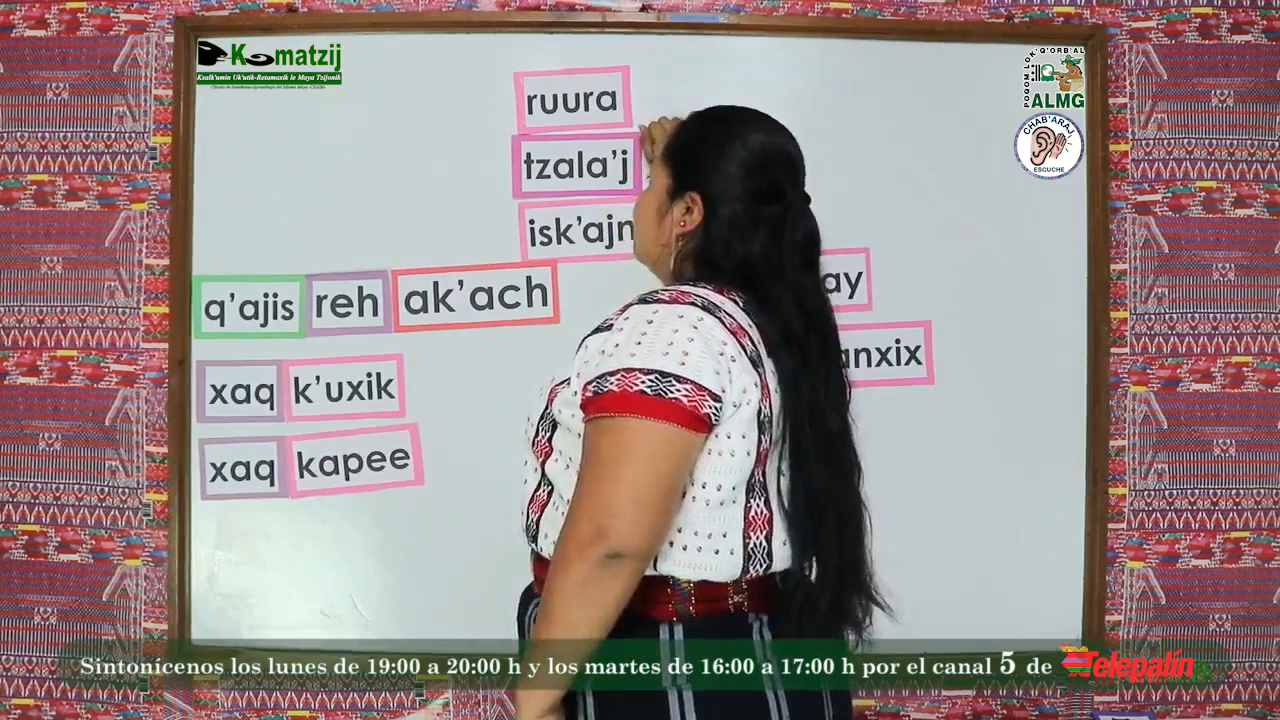 Komatzij
Ksalk'umin Uk'utik-Retamaxik le Maya Tzijonik
POQOM LOK' Q'ORB'AL
ALMG
CHAB'ARAJ
ESCUCHE
ruura
tzala'j
isk'ajn
q'ajis reh ak'ach
ay
xaq k'uxik
anxix
xaq kapee
Sintonícenos los lunes de 19:00 a 20:00 h y los martes de 16:00 a 17:00 h por el canal 5 de Telepalín